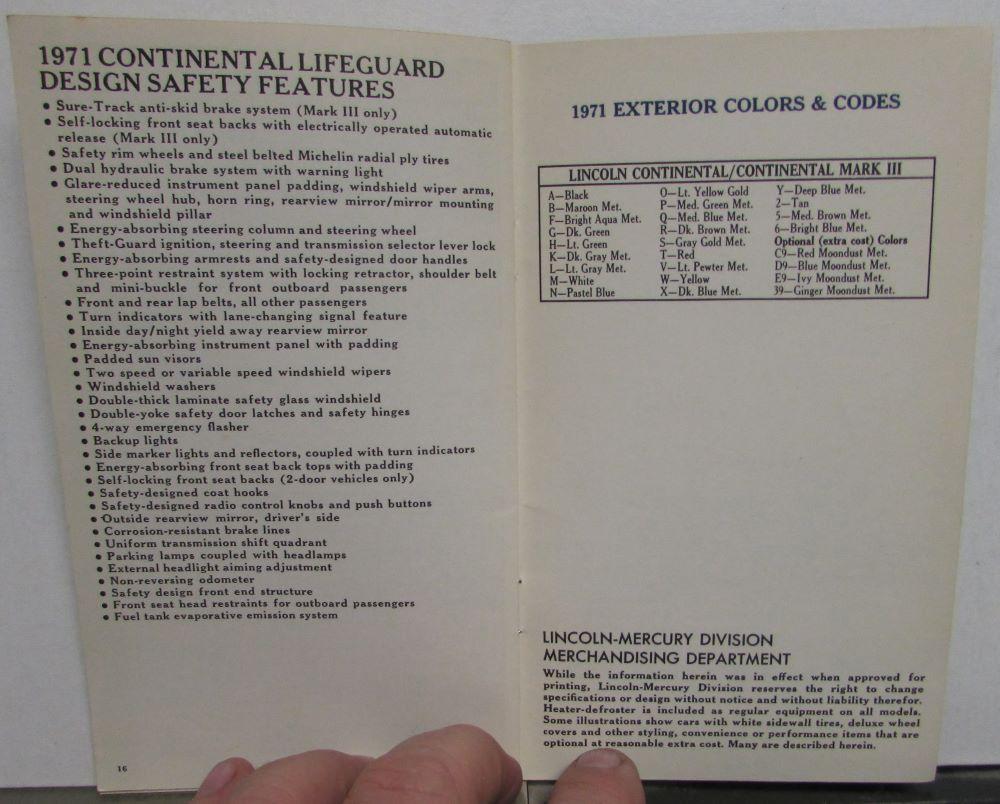 1971 CONTINENTAL LIFEGUARD
DESIGN SAFETY FEATURES
• Sure-Track anti-skid brake system (Mark III only)
• Self-locking front seat backs with electrically operated automatic
release (Mark III only)
• Safety rim wheels and steel belted Michelin radial ply tires
• Dual hydraulic brake system with warning light
• Glare-reduced instrument panel padding, windshield wiper arms,
steering wheel hub, horn ring, rearview mirror/mirror mounting
and windshield pillar
• Energy-absorbing steering column and steering wheel
• Theft-Guard ignition, steering and transmission selector lever lock
• Energy-absorbing armrests and safety-designed door handles
• Three-point restraint system with locking retractor, shoulder belt
and mini-buckle for front outboard passengers
• Front and rear lap belts, all other passengers
• Turn indicators with lane-changing signal feature
• Inside day/night yield away rearview mirror
• Energy-absorbing instrument panel with padding
• Padded sun visors
• Two speed or variable speed windshield wipers
• Windshield washers
• Double-thick laminate safety glass windshield
• Double-yoke safety door latches and safety hinges
• 4-way emergency flasher
• Backup lights
• Side marker lights and reflectors, coupled with turn indicators
• Energy-absorbing front seat back tops with padding
• Self-locking front seat backs (2-door vehicles only)
• Safety-designed coat hooks
• Safety-designed radio control knobs and push buttons
• Outside rearview mirror, driver's side
• Corrosion-resistant brake lines
• Uniform transmission shift quadrant
• Parking lamps coupled with headlamps
• External headlight aiming adjustment
• Non-reversing odometer
• Safety design front end structure
• Front seat head restraints for outboard passengers
• Fuel tank evaporative emission system
16
1971 EXTERIOR COLORS & CODES
LINCOLN CONTINENTAL/CONTINENTAL MARK III
A—Black
B—Maroon Met.
F—Bright Aqua Met.
G—Dk. Green
H—Lt. Green
K—Dk. Gray Met.
L—Lt. Gray Met.
M—White
N—Pastel Blue
O—Lt. Yellow Gold
P—Med. Green Met.
Q—Med. Blue Met.
R—Dk. Brown Met.
S—Gray Gold Met.
T—Red
V—Lt. Pewter Met.
W—Yellow
X—Dk. Blue Met.
Y—Deep Blue Met.
2—Tan
5—Med. Brown Met.
6—Bright Blue Met.
Optional (extra cost) Colors
C9—Red Moondust Met.
D9—Blue Moondust Met.
E9—Ivy Moondust Met.
39—Ginger Moondust Met.
LINCOLN-MERCURY DIVISION
MERCHANDISING DEPARTMENT
While the information herein was in effect when approved for
printing, Lincoln-Mercury Division reserves the right to change
specifications or design without notice and without liability therefor.
Heater-defroster is included as regular equipment on all models.
Some illustrations show cars with white sidewall tires, deluxe wheel
covers and other styling, convenience or performance items that are
optional at reasonable extra cost. Many are described herein.